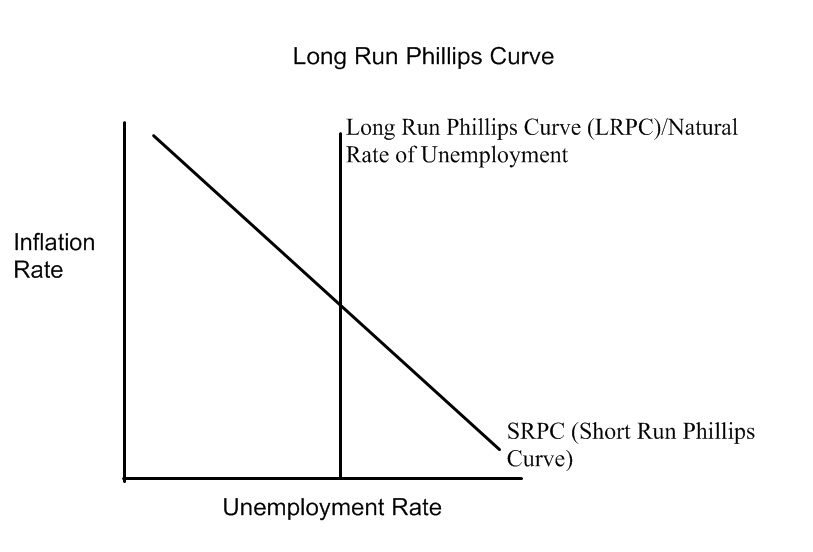 Long Run Phillips Curve
Long Run Phillips Curve (LRPC)/Natural
Rate of Unemployment
Inflation
Rate
SRPC (Short Run Phillips
Curve)
Unemployment Rate